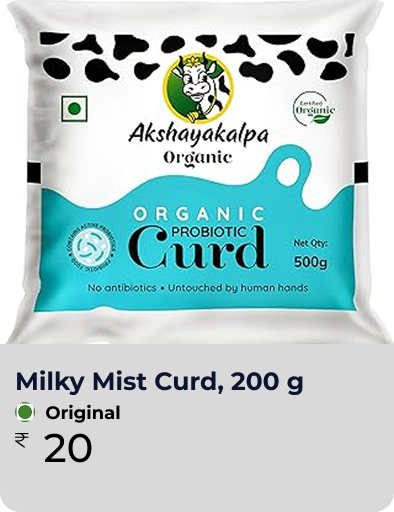 Akshayakalpa
Organic
Certified
Organic
ORGANIC
PROBIOTIC
Curd
Net Qty:
500g
No antibiotics • Untouched by human hands
Milky Mist Curd, 200 g
Original
₹ 20